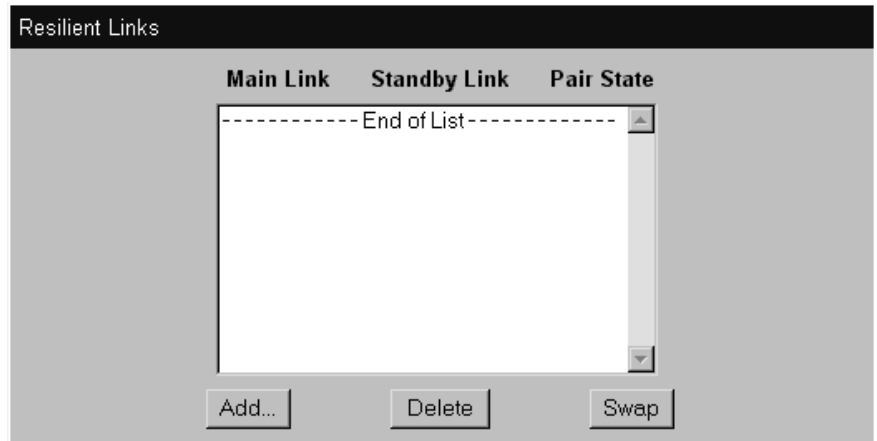 Resilient Links
Main Link Standby Link Pair State
------------End of List-------------
Add... Delete Swap